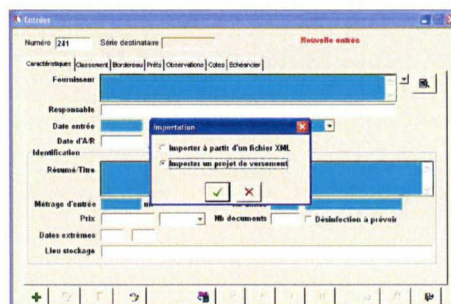 Entrées
Numéro 241 Série destinataire Nouvelle entrée
Caractéristiques Classement Bordereau Prêts Observations Cotes Echéancier
Fournisseur
Responsable
Date entrée
Date d'A/R
Identification
Résumé/Titre
Importation
Importer à partir d'un fichier XML
Importer un projet de versement
Métrage d'entrée
Prix Nb documents Désinfection à prévoir
Dates extrêmes
Lieu stockage